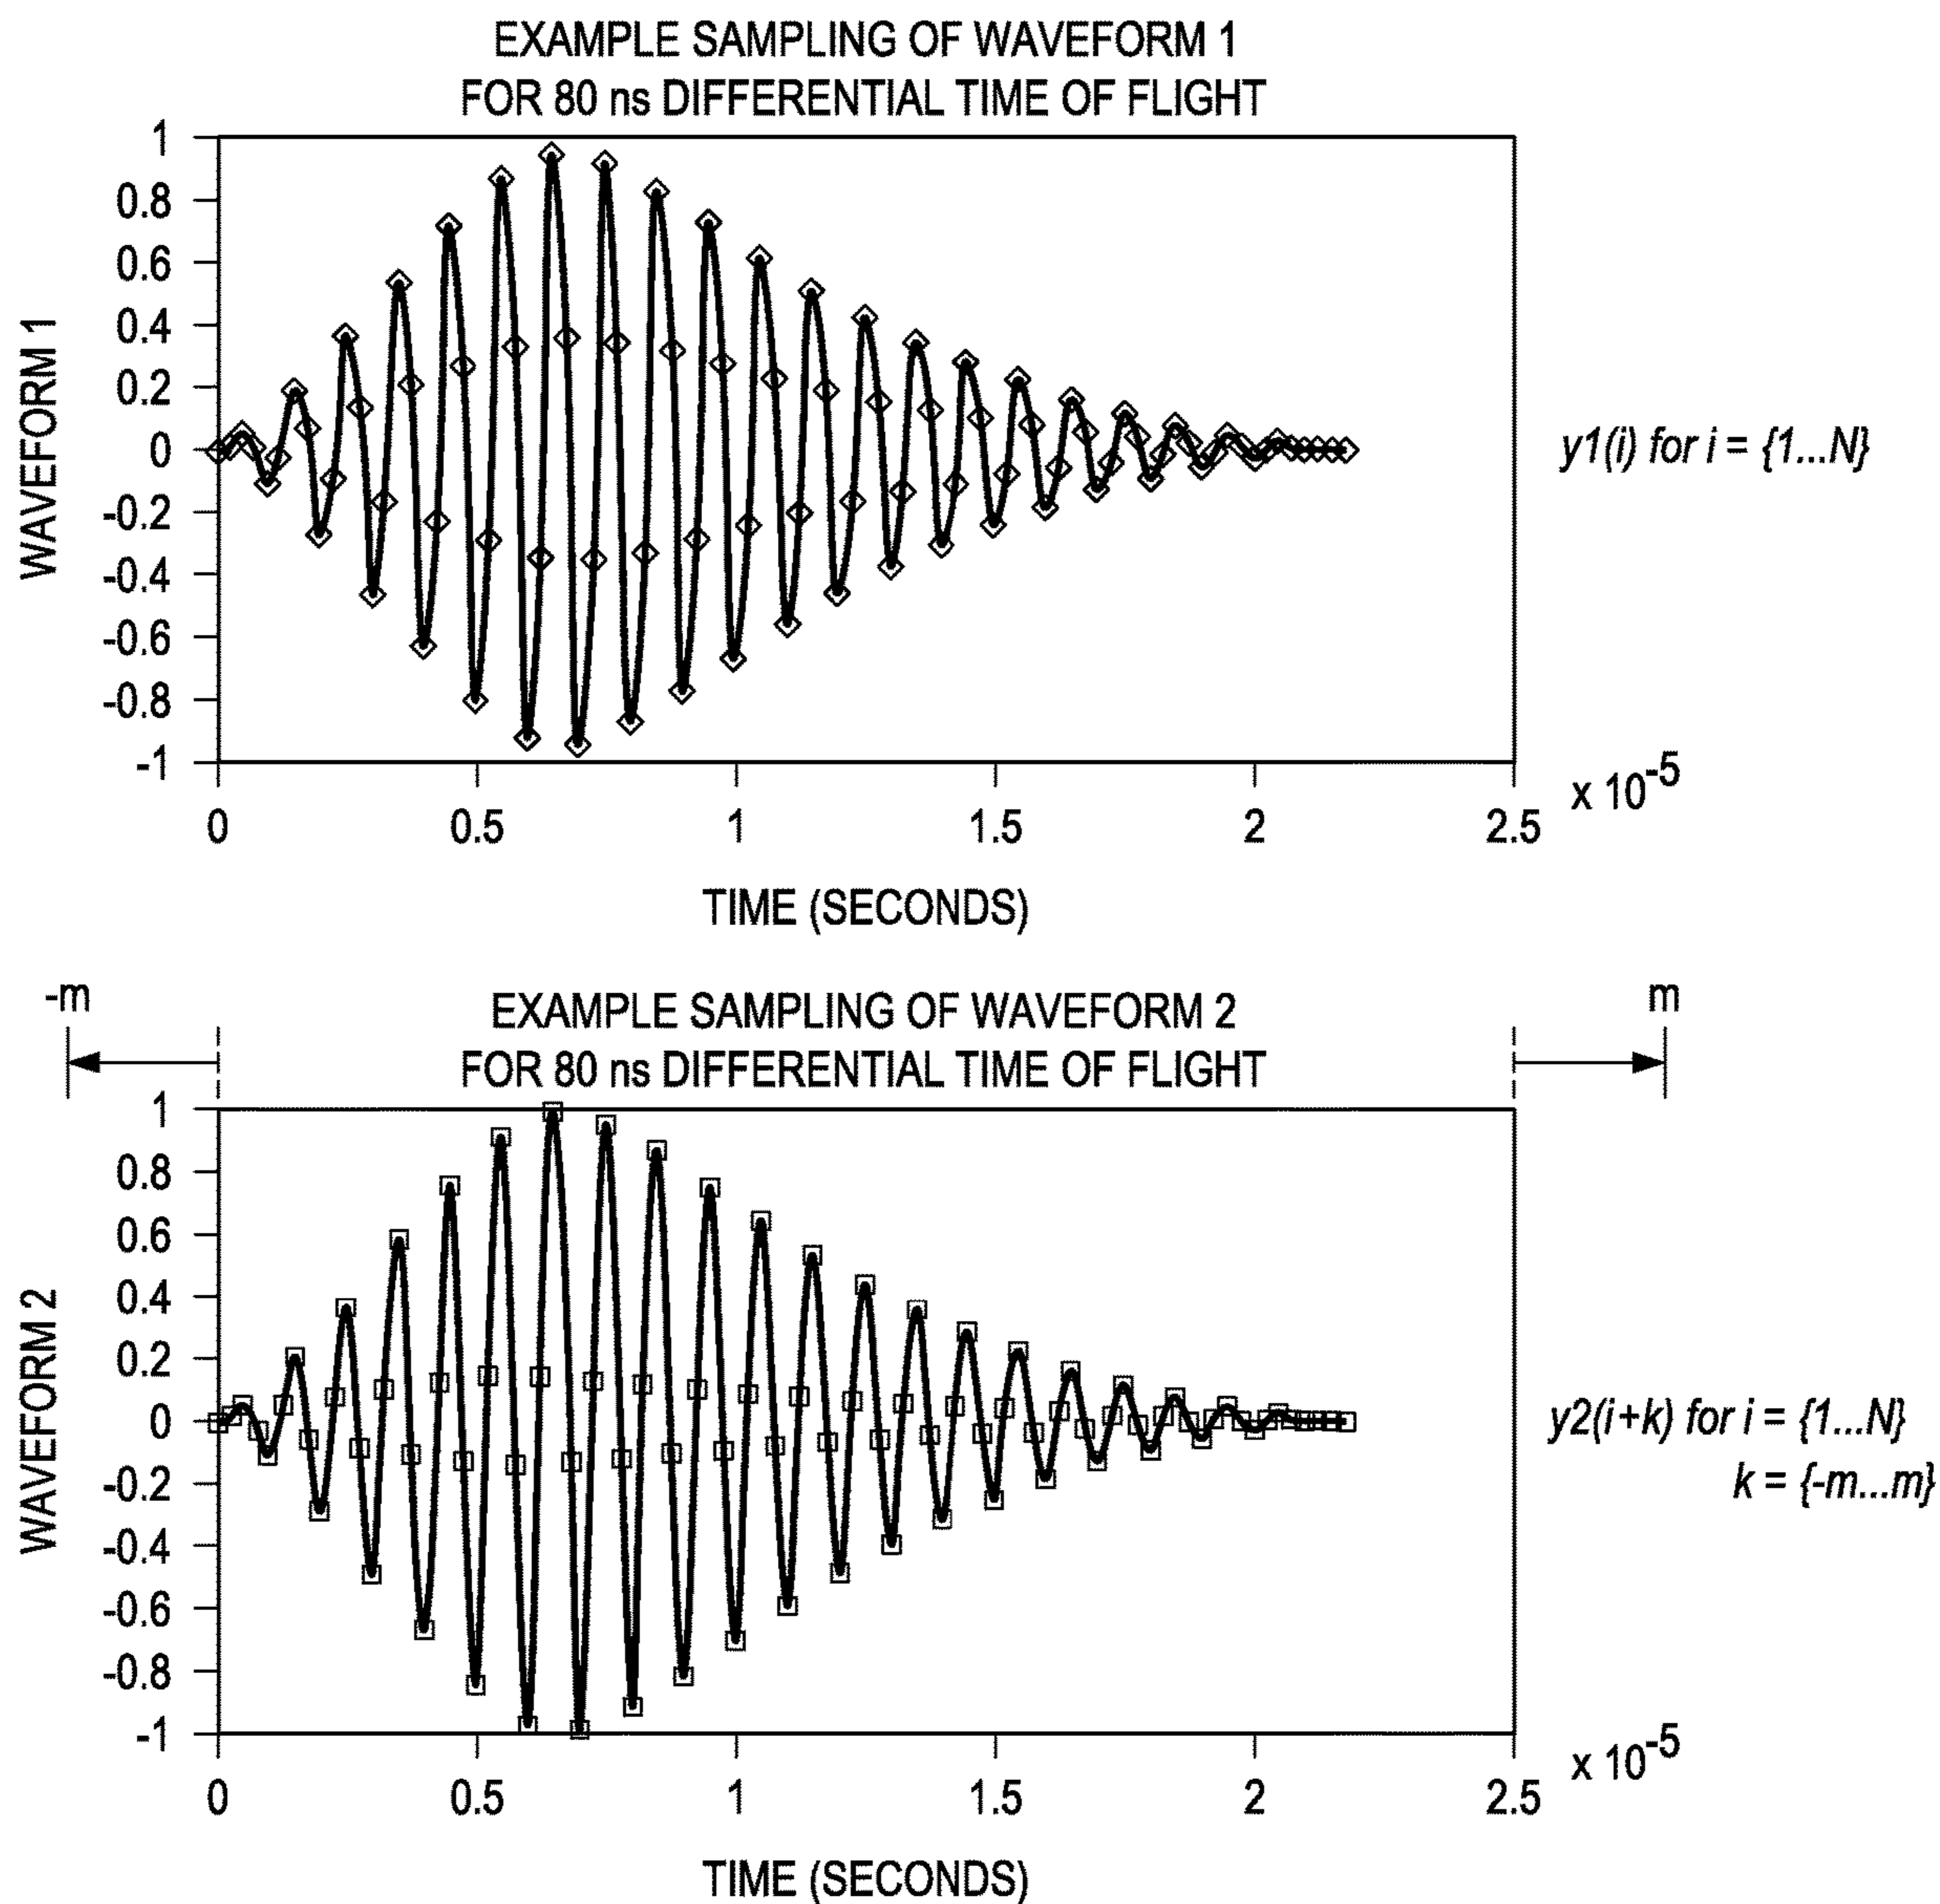 EXAMPLE SAMPLING OF WAVEFORM 1
FOR 80 ns DIFFERENTIAL TIME OF FLIGHT
1
0.8
0.6
0.4
0.2
0
-0.2
-0.4
-0.6
-0.8
-1
WAVEFORM 1
y1(i) for i = {1...N}
0 0.5 1 1.5 2 2.5
x 10-5
TIME (SECONDS)
-m
m
EXAMPLE SAMPLING OF WAVEFORM 2
FOR 80 ns DIFFERENTIAL TIME OF FLIGHT
1
0.8
0.6
0.4
0.2
0
-0.2
-0.4
-0.6
-0.8
-1
WAVEFORM 2
y2(i+k) for i = {1...N}
k = {-m...m}
0 0.5 1 1.5 2 2.5
x 10-5
TIME (SECONDS)